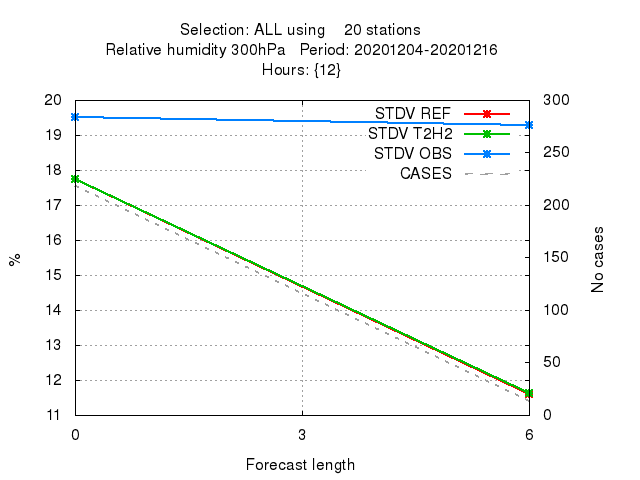 Selection: ALL using 20 stations
Relative humidity 300hPa Period: 20201204-20201216
Hours: {12}
20 300
STDV REF
19 STDV T2H2
250
STDV OBS
18 CASES
17 200
16
% 150 No cases
15
14 100
13
50
12
11 0
0 3 6
Forecast length